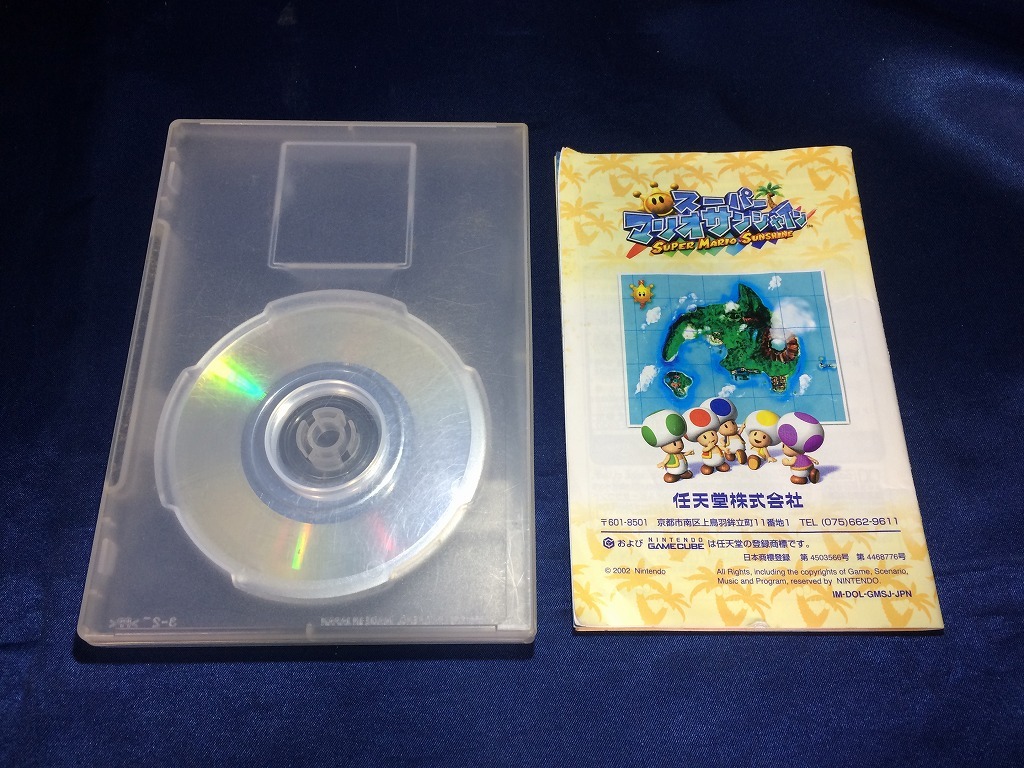 スーパー
マリオサンシャイン™
SUPER MARIO SUNSHINE
任天堂株式会社
〒601-8501 京都市南区上鳥羽鉾立町11番地1 TEL (075)662-9611
および NINTENDO GAMECUBE は任天堂の登録商標です。
日本商標登録 第 4503566号 第 4468776号
© 2002 Nintendo
All Rights, including the copyrights of Game, Scenario,
Music and Program, reserved by NINTENDO.
IM-DOL-GMSJ-JPN